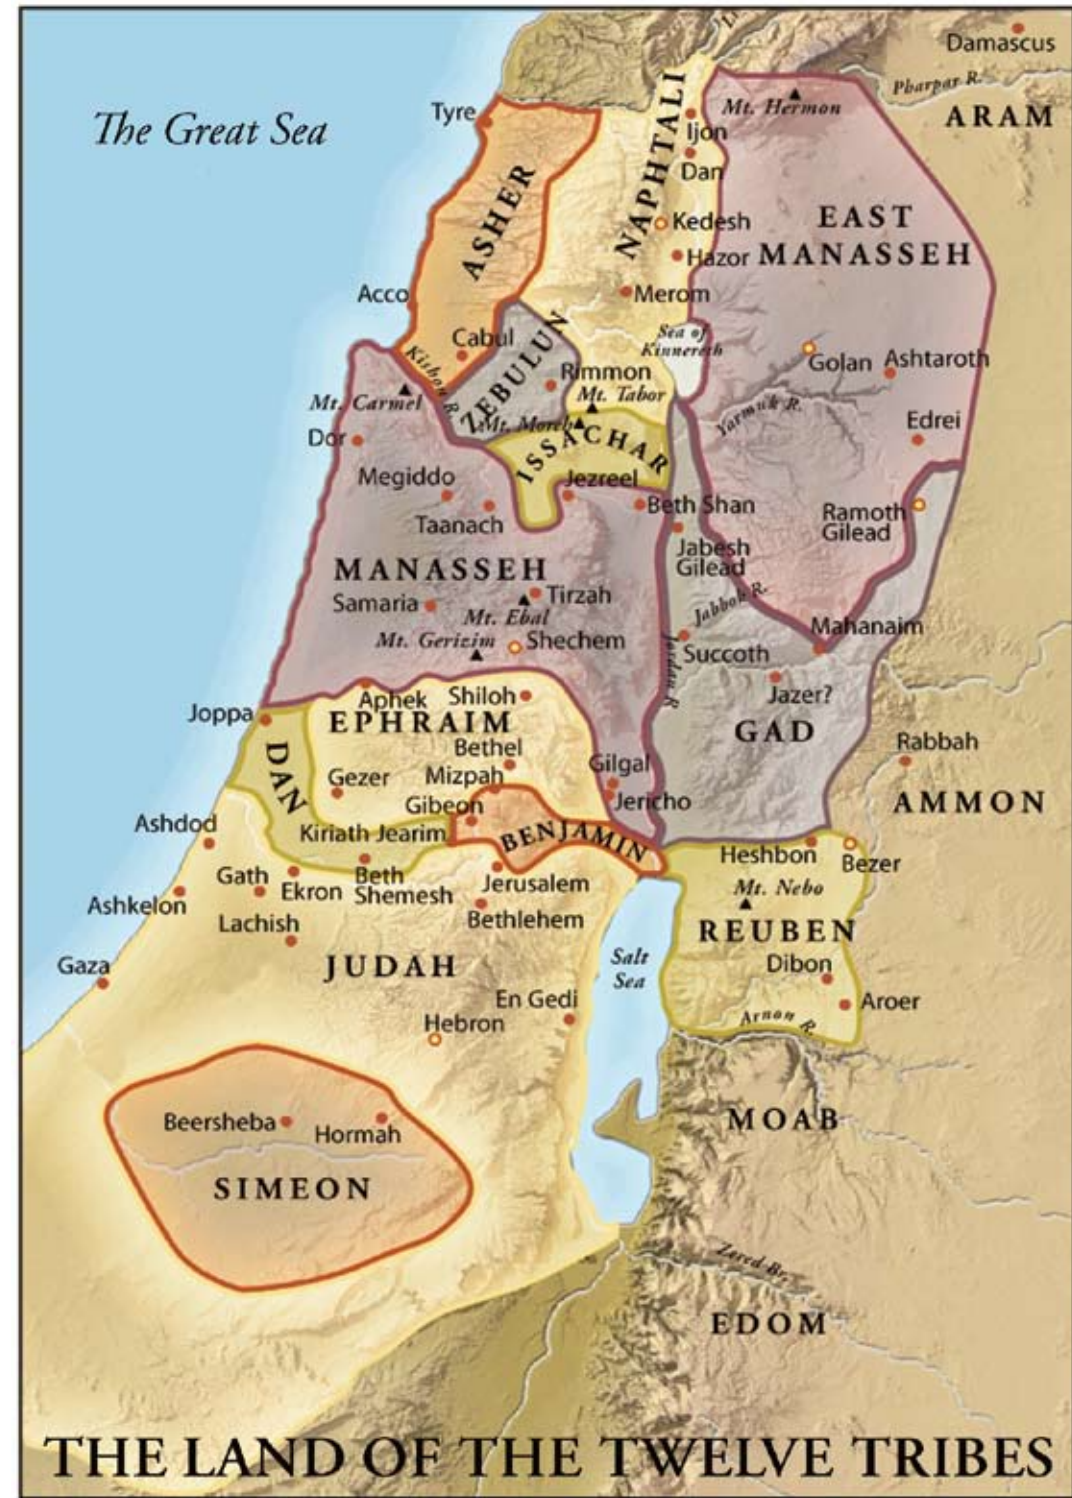 Damascus
Pharpar R.
ARAM
Mt. Hermon
The Great Sea
Tyre
Ijon
Dan
NAPHTALI
ASHER
Kedesh
EAST
MANASSEH
Hazor
Acco
Merom
Cabul
Kishon R.
ZEBULUN
Sea of
Kinnereth
Golan
Ashtaroth
Rimmon
Mt. Tabor
Mt. Carmel
Mt. Moreh
Yarmuk R.
Dor
ISSACHAR
Edrei
Megiddo
Jezreel
Taanach
Beth Shan
Ramoth
Gilead
Jabesh
Gilead
MANASSEH
Samaria
Tirzah
Mt. Ebal
Jabbok R.
Mt. Gerizim
Shechem
Mahanaim
Succoth
Jordan R
Jazer?
Aphek
Shiloh
Joppa
EPHRAIM
GAD
Bethel
DAN
Gezer
Mizpah
Gilgal
Rabbah
Gibeon
Jericho
AMMON
Ashdod
Kiriath Jearim
BENJAMIN
Heshbon
Bezer
Gath
Ekron
Beth
Shemesh
Jerusalem
Mt. Nebo
Ashkelon
Lachish
Bethlehem
REUBEN
Gaza
JUDAH
Salt
Sea
Dibon
En Gedi
Aroer
Hebron
Arnon R.
Beersheba
Hormah
MOAB
SIMEON
Zered Br.
EDOM
THE LAND OF THE TWELVE TRIBES